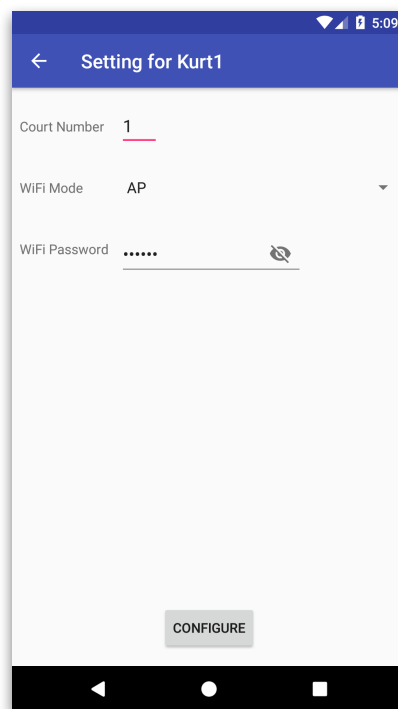 5:09
Setting for Kurt1
Court Number 1
WiFi Mode AP
WiFi Password ••••••
CONFIGURE